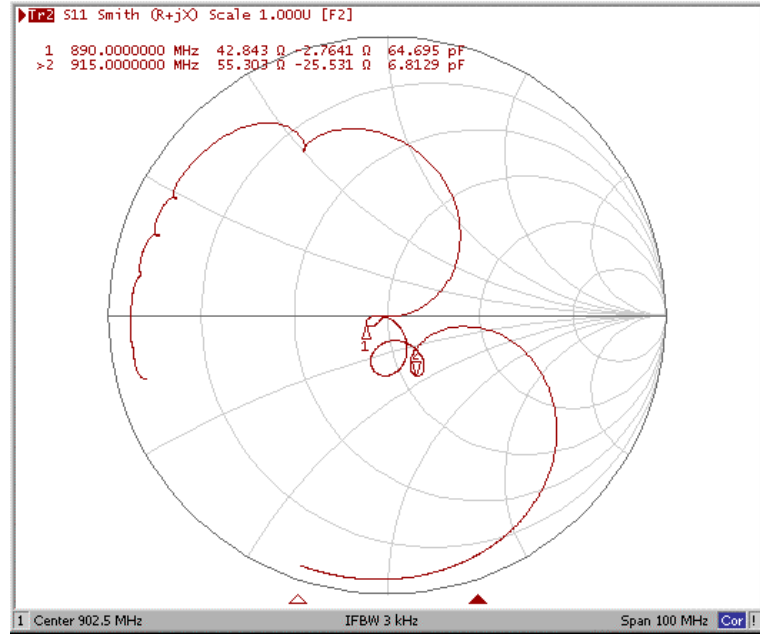 Tr2 S11 Smith (R+jX) Scale 1.000U [F2]
1 890.0000000 MHz 42.843 Ω -2.7641 Ω 64.695 pF
>2 915.0000000 MHz 55.303 Ω -25.531 Ω 6.8129 pF
1
2
1 Center 902.5 MHz IFBW 3 kHz Span 100 MHz Cor !